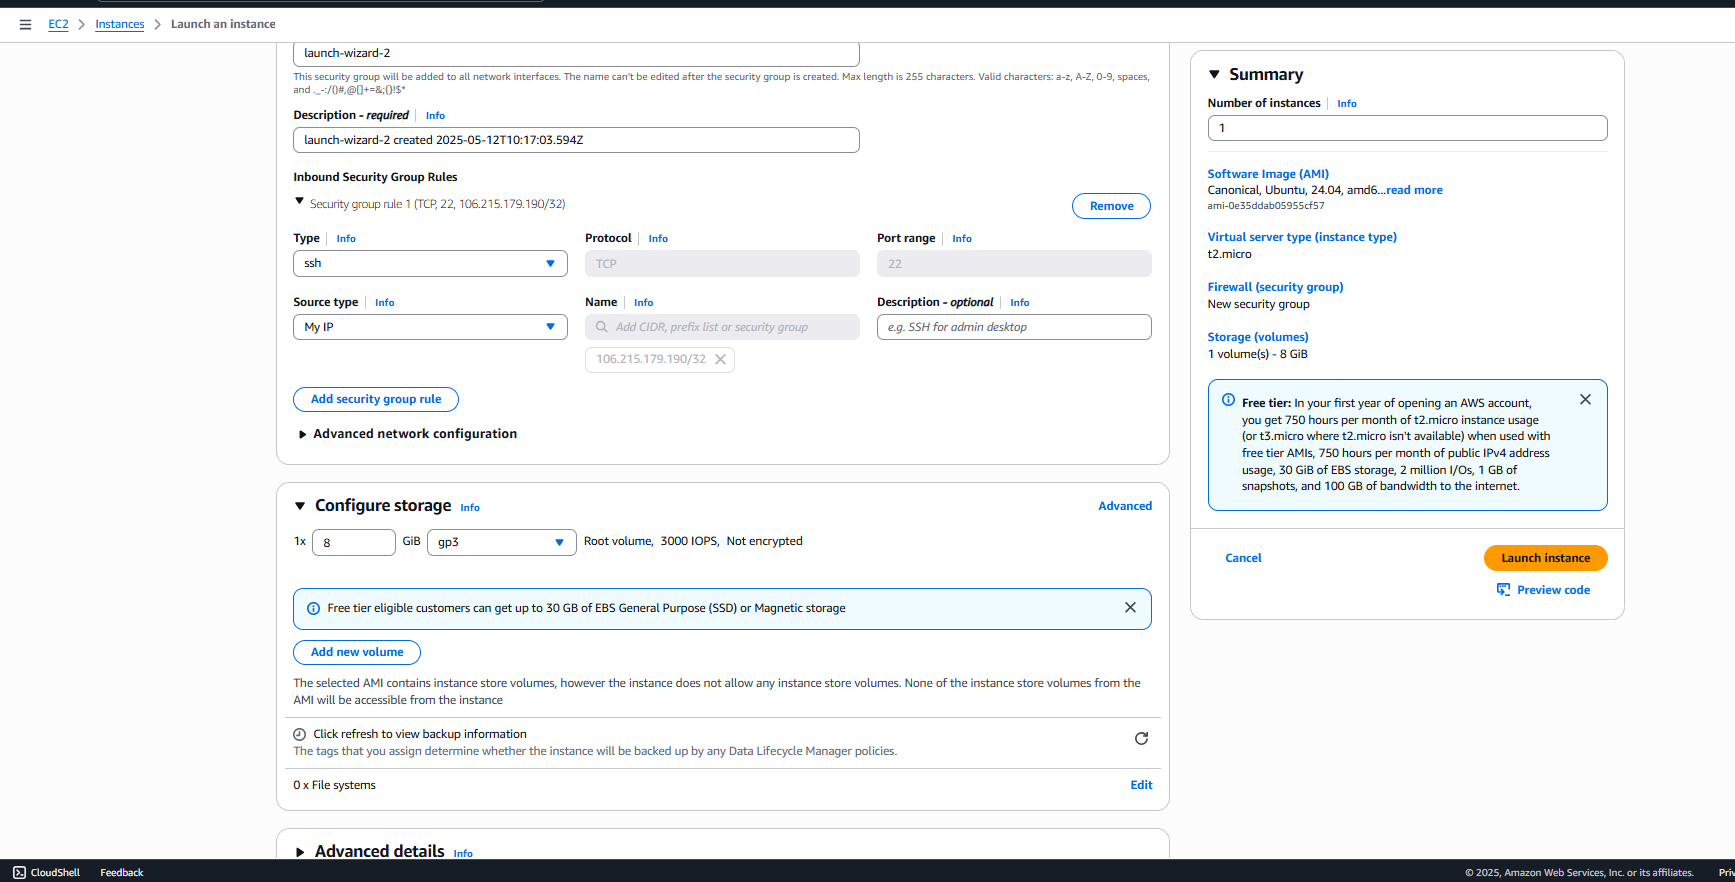 EC2 > Instances > Launch an instance
launch-wizard-2
This security group will be added to all network interfaces. The name can't be edited after the security group is created. Max length is 255 characters. Valid characters: a-z, A-Z, 0-9, spaces,
and ._-:/()#,@[]+=&;{}!$*
Description - required Info
launch-wizard-2 created 2025-05-12T10:17:03.594Z
Inbound Security Group Rules
Security group rule 1 (TCP, 22, 106.215.179.190/32)
Remove
Type Info
Protocol Info
Port range Info
ssh
TCP
22
Source type Info
Name Info
Description - optional Info
My IP
Add CIDR, prefix list or security group
e.g. SSH for admin desktop
106.215.179.190/32
Add security group rule
Advanced network configuration
Configure storage Info
Advanced
1x 8 GiB gp3 Root volume, 3000 IOPS, Not encrypted
Free tier eligible customers can get up to 30 GB of EBS General Purpose (SSD) or Magnetic storage
Add new volume
The selected AMI contains instance store volumes, however the instance does not allow any instance store volumes. None of the instance store volumes from the
AMI will be accessible from the instance
Click refresh to view backup information
The tags that you assign determine whether the instance will be backed up by any Data Lifecycle Manager policies.
0 x File systems
Edit
Advanced details Info
Summary
Number of instances Info
1
Software Image (AMI)
Canonical, Ubuntu, 24.04, amd6...read more
ami-0e35ddab05955cf57
Virtual server type (instance type)
t2.micro
Firewall (security group)
New security group
Storage (volumes)
1 volume(s) - 8 GiB
Free tier: In your first year of opening an AWS account,
you get 750 hours per month of t2.micro instance usage
(or t3.micro where t2.micro isn't available) when used with
free tier AMIs, 750 hours per month of public IPv4 address
usage, 30 GiB of EBS storage, 2 million I/Os, 1 GB of
snapshots, and 100 GB of bandwidth to the internet.
Cancel
Launch instance
Preview code
CloudShell
Feedback
© 2025, Amazon Web Services, Inc. or its affiliates.